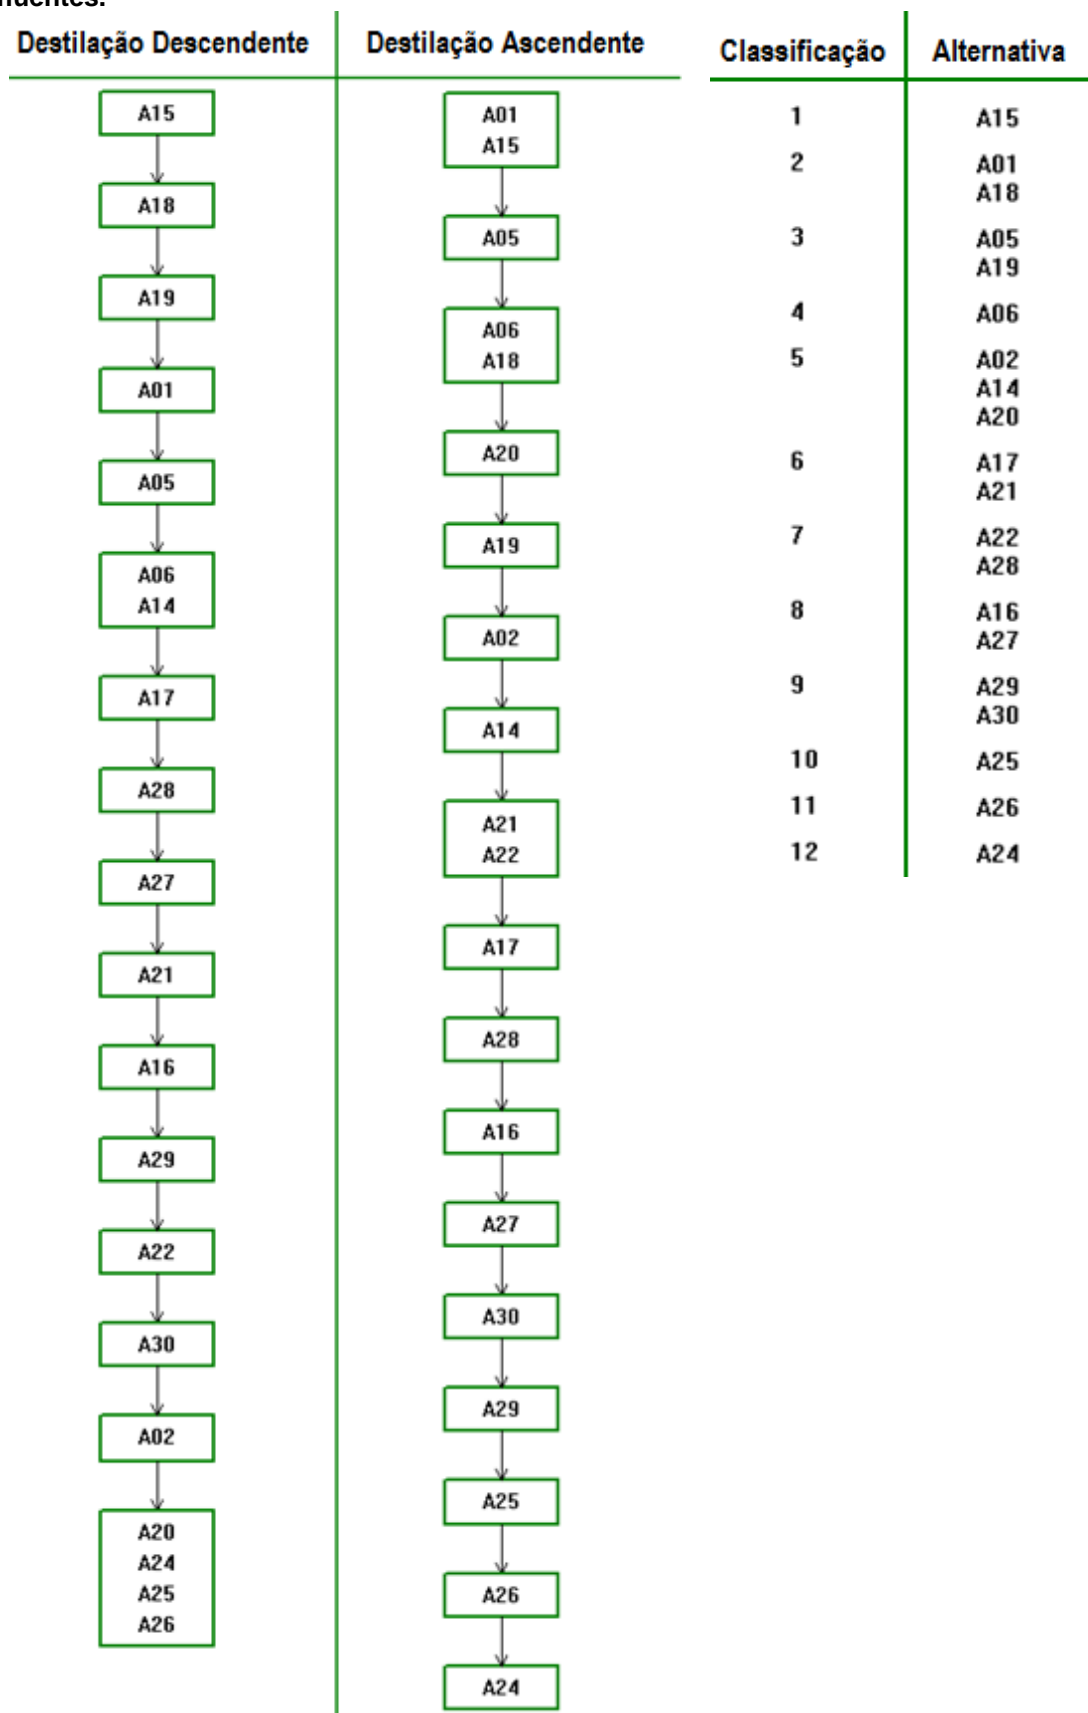 Destilação Descendente
A15
A18
A19
A01
A05
A06
A14
A17
A28
A27
A21
A16
A29
A22
A30
A02
A20
A24
A25
A26
Destilação Ascendente
A01
A15
A05
A06
A18
A20
A19
A02
A14
A21
A22
A17
A28
A16
A27
A30
A29
A25
A26
A24
Classificação Alternativa
1 A15
2 A01
A18
3 A05
A19
4 A06
5 A02
A14
A20
6 A17
A21
7 A22
A28
8 A16
A27
9 A29
A30
10 A25
11 A26
12 A24